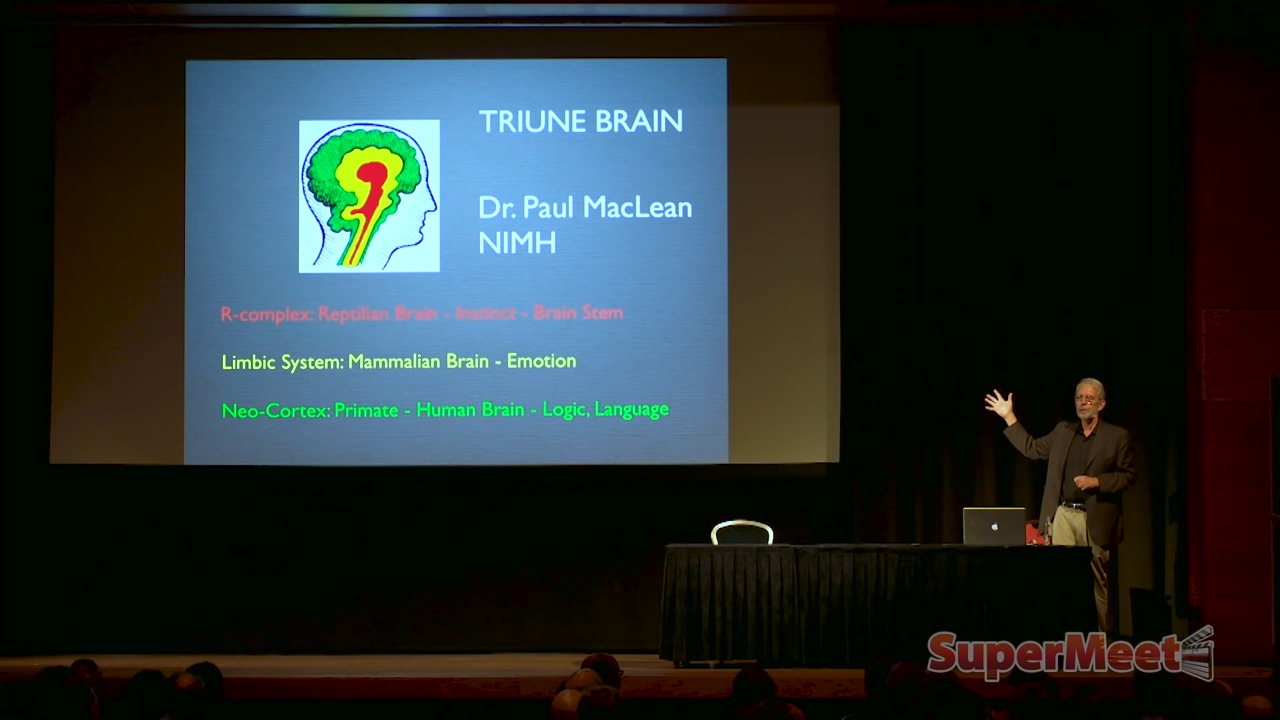 TRIUNE BRAIN
Dr. Paul MacLean
NIMH
R-complex: Reptilian Brain - Instinct - Brain Stem
Limbic System: Mammalian Brain - Emotion
Neo-Cortex: Primate - Human Brain - Logic, Language
SuperMeet